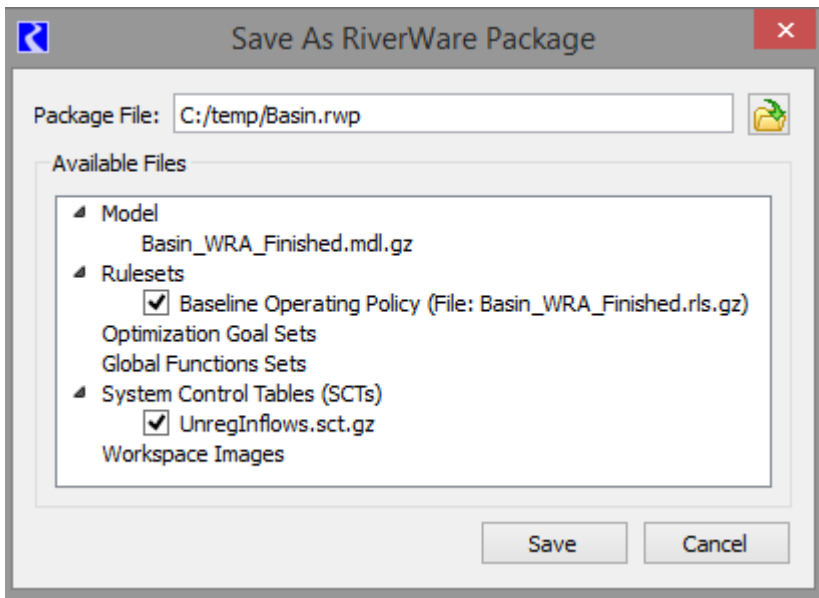 Save As RiverWare Package
Package File: C:/temp/Basin.rwp
Available Files
Model
Basin_WRA_Finished.mdl.gz
Rulesets
Baseline Operating Policy (File: Basin_WRA_Finished.rls.gz)
Optimization Goal Sets
Global Functions Sets
System Control Tables (SCTs)
UnregInflows.sct.gz
Workspace Images
Save Cancel